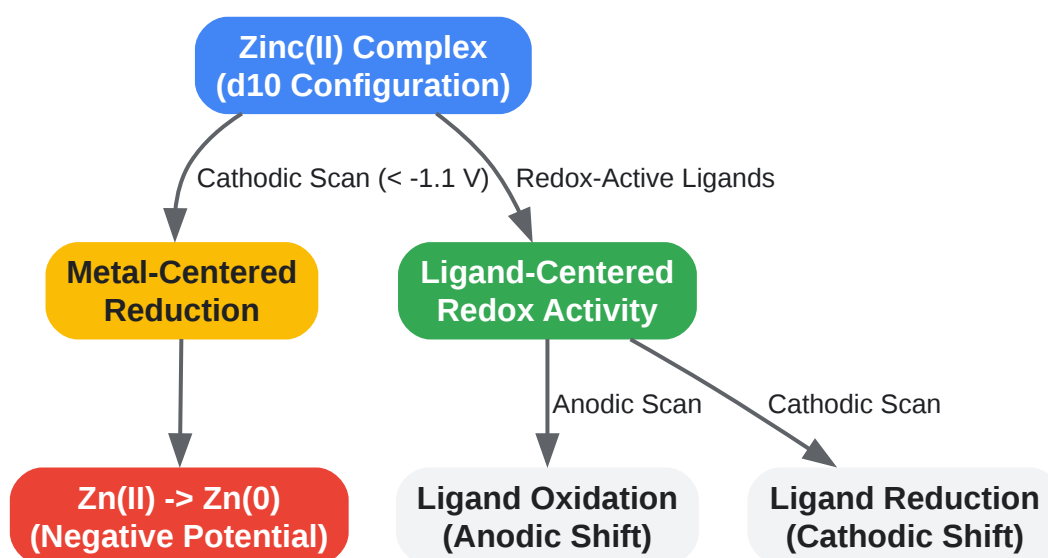 Zinc(II) Complex
(d10 Configuration)
Cathodic Scan (< -1.1 V)
Redox-Active Ligands
Metal-Centered
Reduction
Ligand-Centered
Redox Activity
Anodic Scan
Cathodic Scan
Zn(II) -> Zn(0)
(Negative Potential)
Ligand Oxidation
(Anodic Shift)
Ligand Reduction
(Cathodic Shift)